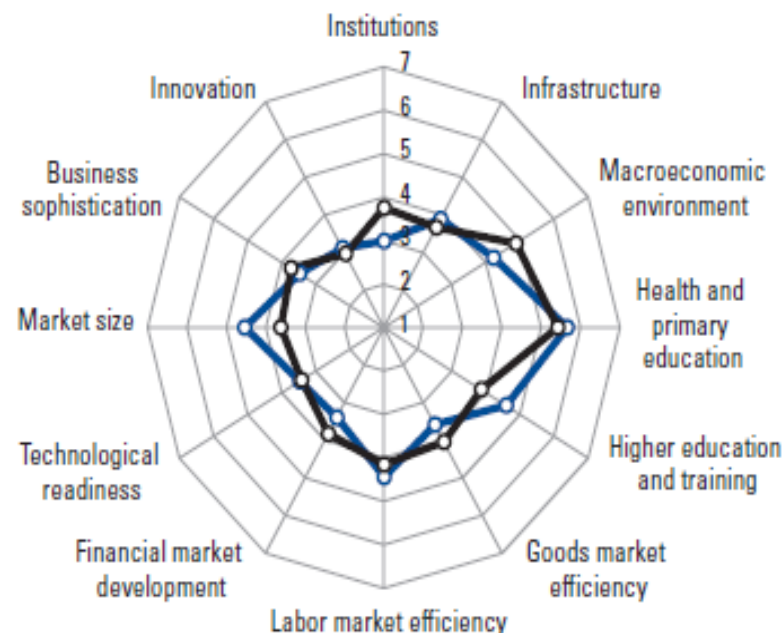 Institutions
7
6
5
4
3
2
1
Infrastructure
Macroeconomic
environment
Health and
primary
education
Higher education
and training
Goods market
efficiency
Labor market efficiency
Financial market
development
Technological
readiness
Market size
Business
sophistication
Innovation